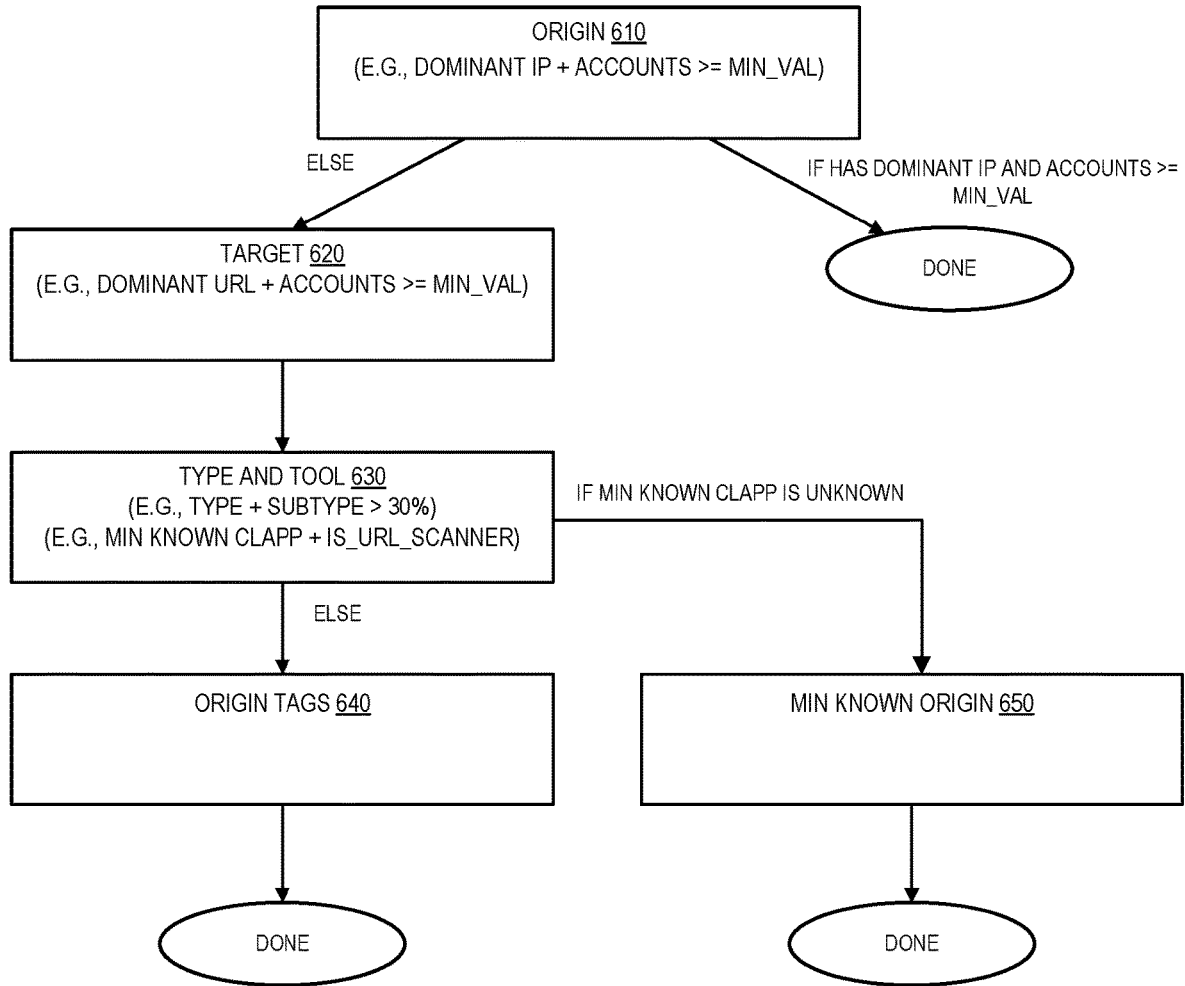 ORIGIN 610
(E.G., DOMINANT IP + ACCOUNTS >= MIN_VAL)
ELSE
IF HAS DOMINANT IP AND ACCOUNTS >=
MIN_VAL
TARGET 620
(E.G., DOMINANT URL + ACCOUNTS >= MIN_VAL)
DONE
TYPE AND TOOL 630
(E.G., TYPE + SUBTYPE > 30%)
(E.G., MIN KNOWN CLAPP + IS_URL_SCANNER)
IF MIN KNOWN CLAPP IS UNKNOWN
ELSE
ORIGIN TAGS 640
MIN KNOWN ORIGIN 650
DONE
DONE